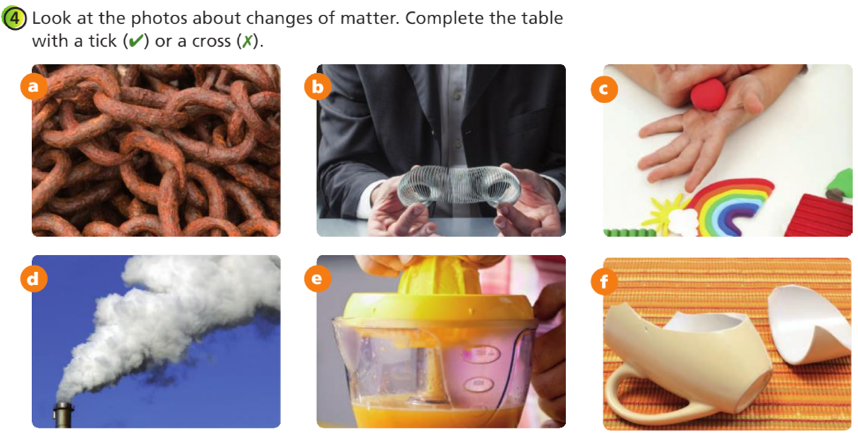 4 Look at the photos about changes of matter. Complete the table
with a tick (✔) or a cross (✗).
a
b
c
d
e
f